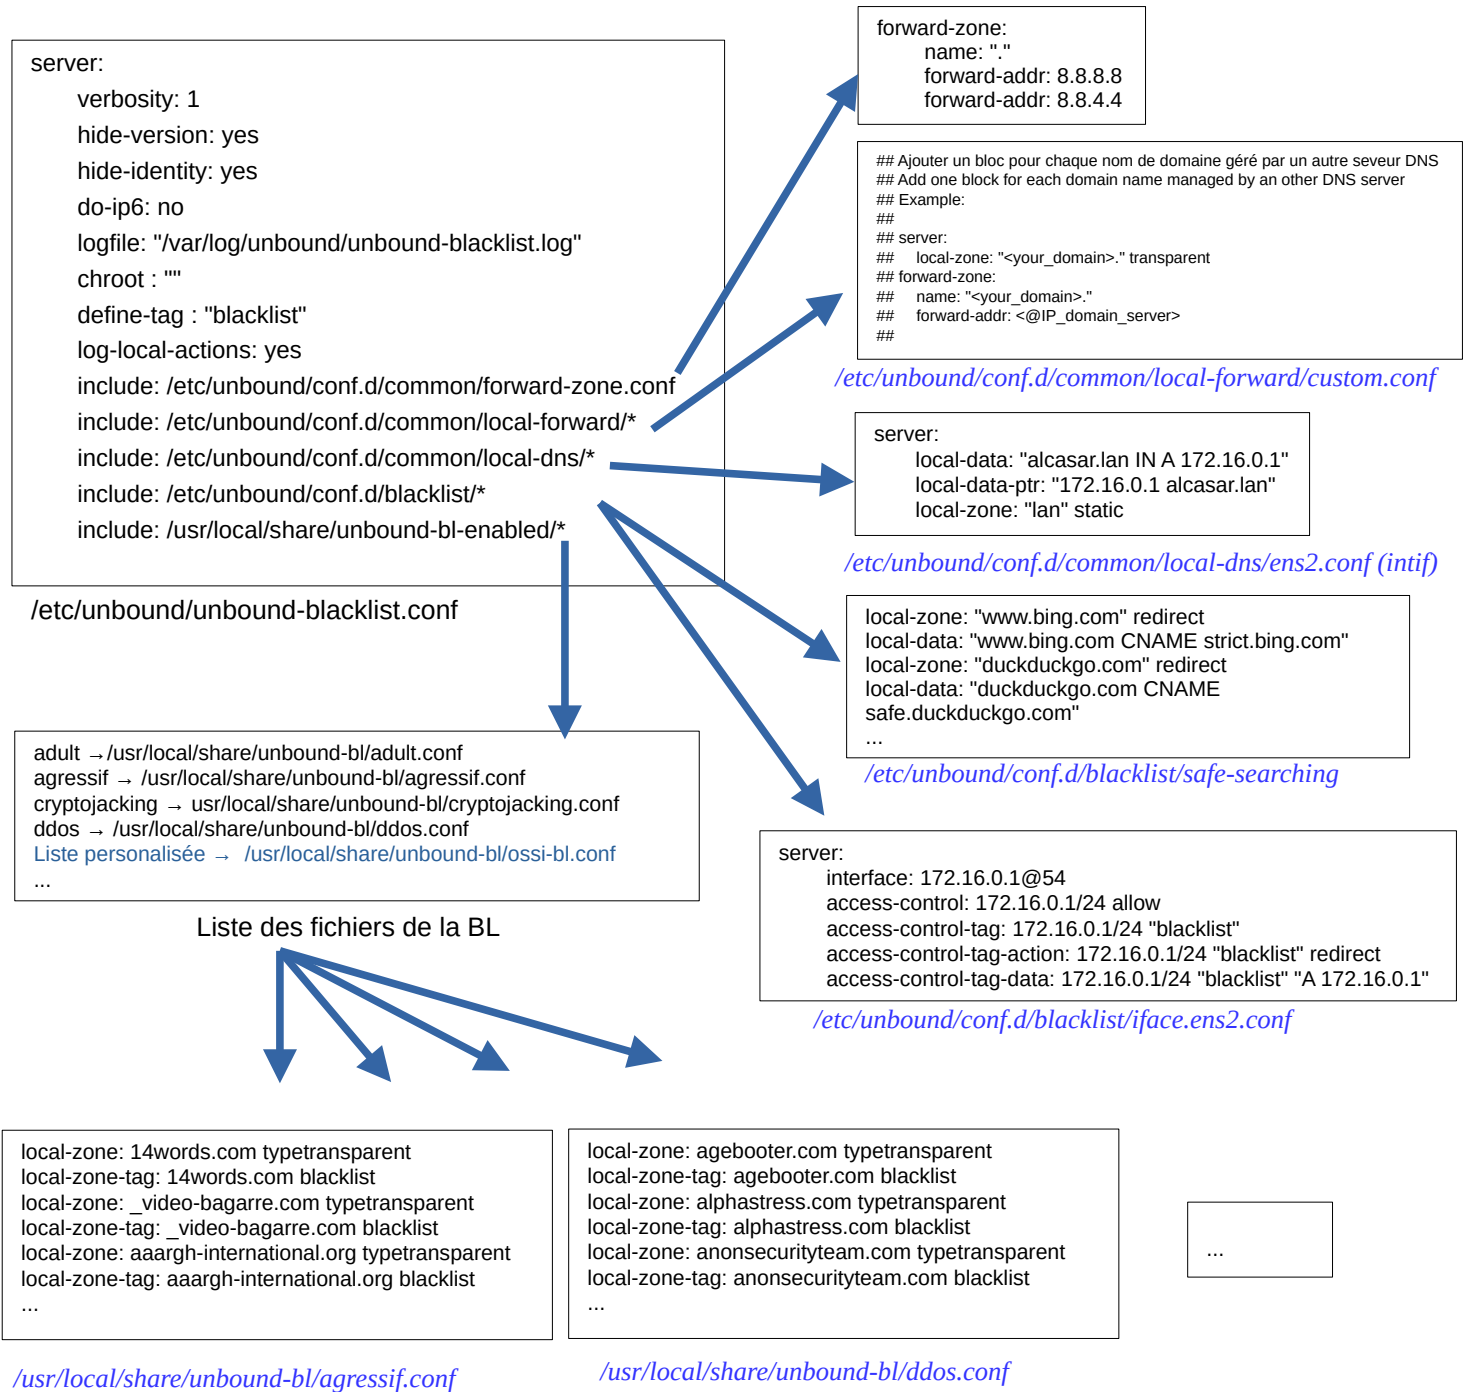 server:
verbosity: 1
hide-version: yes
hide-identity: yes
do-ip6: no
logfile: "/var/log/unbound/unbound-blacklist.log"
chroot : ""
define-tag : "blacklist"
log-local-actions: yes
include: /etc/unbound/conf.d/common/forward-zone.conf
include: /etc/unbound/conf.d/common/local-forward/*
include: /etc/unbound/conf.d/common/local-dns/*
include: /etc/unbound/conf.d/blacklist/*
include: /usr/local/share/unbound-bl-enabled/*
/etc/unbound/unbound-blacklist.conf
forward-zone:
name: "."
forward-addr: 8.8.8.8
forward-addr: 8.8.4.4
## Ajouter un bloc pour chaque nom de domaine géré par un autre seveur DNS
## Add one block for each domain name managed by an other DNS server
## Example:
##
## server:
## local-zone: "<your_domain>." transparent
## forward-zone:
## name: "<your_domain>."
## forward-addr: <@IP_domain_server>
##
/etc/unbound/conf.d/common/local-forward/custom.conf
server:
local-data: "alcasar.lan IN A 172.16.0.1"
local-data-ptr: "172.16.0.1 alcasar.lan"
local-zone: "lan" static
/etc/unbound/conf.d/common/local-dns/ens2.conf (intif)
local-zone: "www.bing.com" redirect
local-data: "www.bing.com CNAME strict.bing.com"
local-zone: "duckduckgo.com" redirect
local-data: "duckduckgo.com CNAME
safe.duckduckgo.com"
...
/etc/unbound/conf.d/blacklist/safe-searching
adult →/usr/local/share/unbound-bl/adult.conf
agressif → /usr/local/share/unbound-bl/agressif.conf
cryptojacking → usr/local/share/unbound-bl/cryptojacking.conf
ddos → /usr/local/share/unbound-bl/ddos.conf
Liste personalisée → /usr/local/share/unbound-bl/ossi-bl.conf
...
Liste des fichiers de la BL
server:
interface: 172.16.0.1@54
access-control: 172.16.0.1/24 allow
access-control-tag: 172.16.0.1/24 "blacklist"
access-control-tag-action: 172.16.0.1/24 "blacklist" redirect
access-control-tag-data: 172.16.0.1/24 "blacklist" "A 172.16.0.1"
/etc/unbound/conf.d/blacklist/iface.ens2.conf
local-zone: 14words.com typetransparent
local-zone-tag: 14words.com blacklist
local-zone: _video-bagarre.com typetransparent
local-zone-tag: _video-bagarre.com blacklist
local-zone: aaargh-international.org typetransparent
local-zone-tag: aaargh-international.org blacklist
...
/usr/local/share/unbound-bl/agressif.conf
local-zone: agebooter.com typetransparent
local-zone-tag: agebooter.com blacklist
local-zone: alphastress.com typetransparent
local-zone-tag: alphastress.com blacklist
local-zone: anonsecurityteam.com typetransparent
local-zone-tag: anonsecurityteam.com blacklist
...
/usr/local/share/unbound-bl/ddos.conf
...